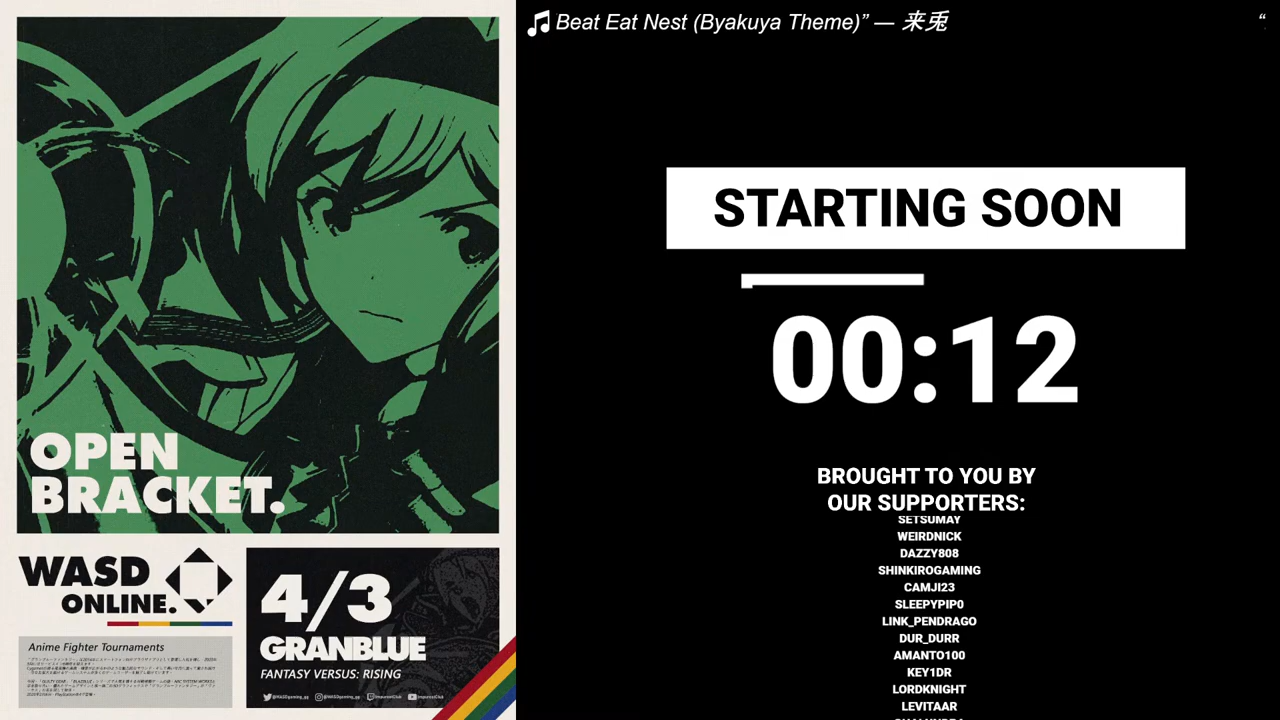 Beat Eat Nest (Byakuya Theme)” — 来兎
“
STARTING SOON
00:12
BROUGHT TO YOU BY
OUR SUPPORTERS:
SETSUMAY
WEIRDNICK
DAZZY808
SHINKIROGAMING
CAMJI23
SLEEPYPIP0
LINK_PENDRAGO
DUR_DURR
AMANTO100
KEY1DR
LORDKNIGHT
LEVITAAR
OPEN
BRACKET.
WASD
ONLINE.
Anime Fighter Tournaments
4/3
GRANBLUE
FANTASY VERSUS: RISING
@WASDgaming_gg
@WASDgaming_gg